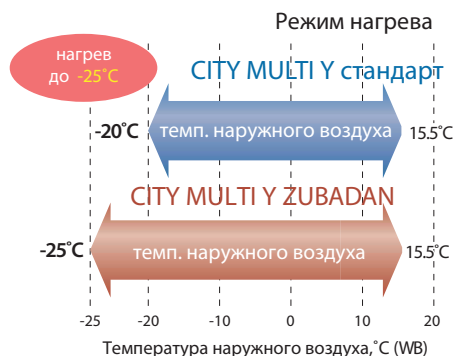 Режим нагрева
нагрев
до -25˚C
CITY MULTI Y стандарт
-20˚C темп. наружного воздуха 15.5˚C
CITY MULTI Y ZUBADAN
-25˚C темп. наружного воздуха 15.5˚C
-25 -20 -10 0 10 20
Температура наружного воздуха,˚C (WB)